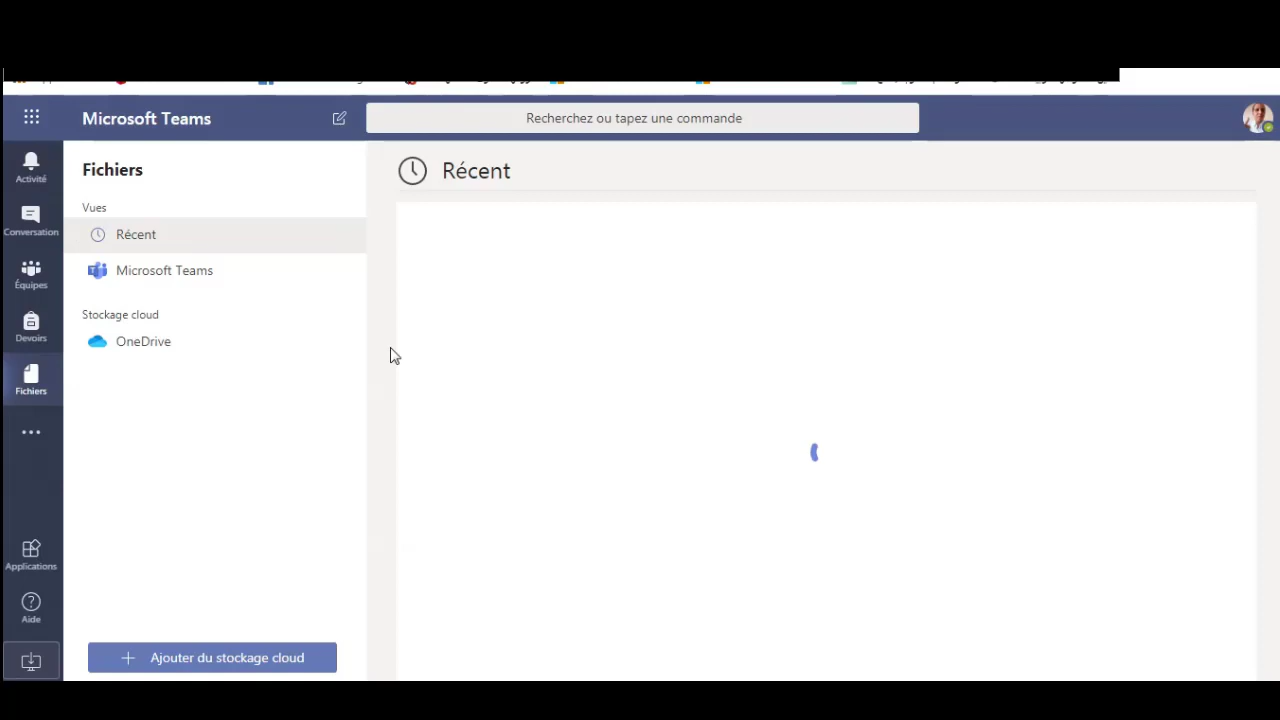 Microsoft Teams
Recherchez ou tapez une commande
Activité
Conversation
Équipes
Devoirs
Fichiers
Applications
Aide
Fichiers
Vues
Récent
Microsoft Teams
Stockage cloud
OneDrive
Ajouter du stockage cloud
Récent